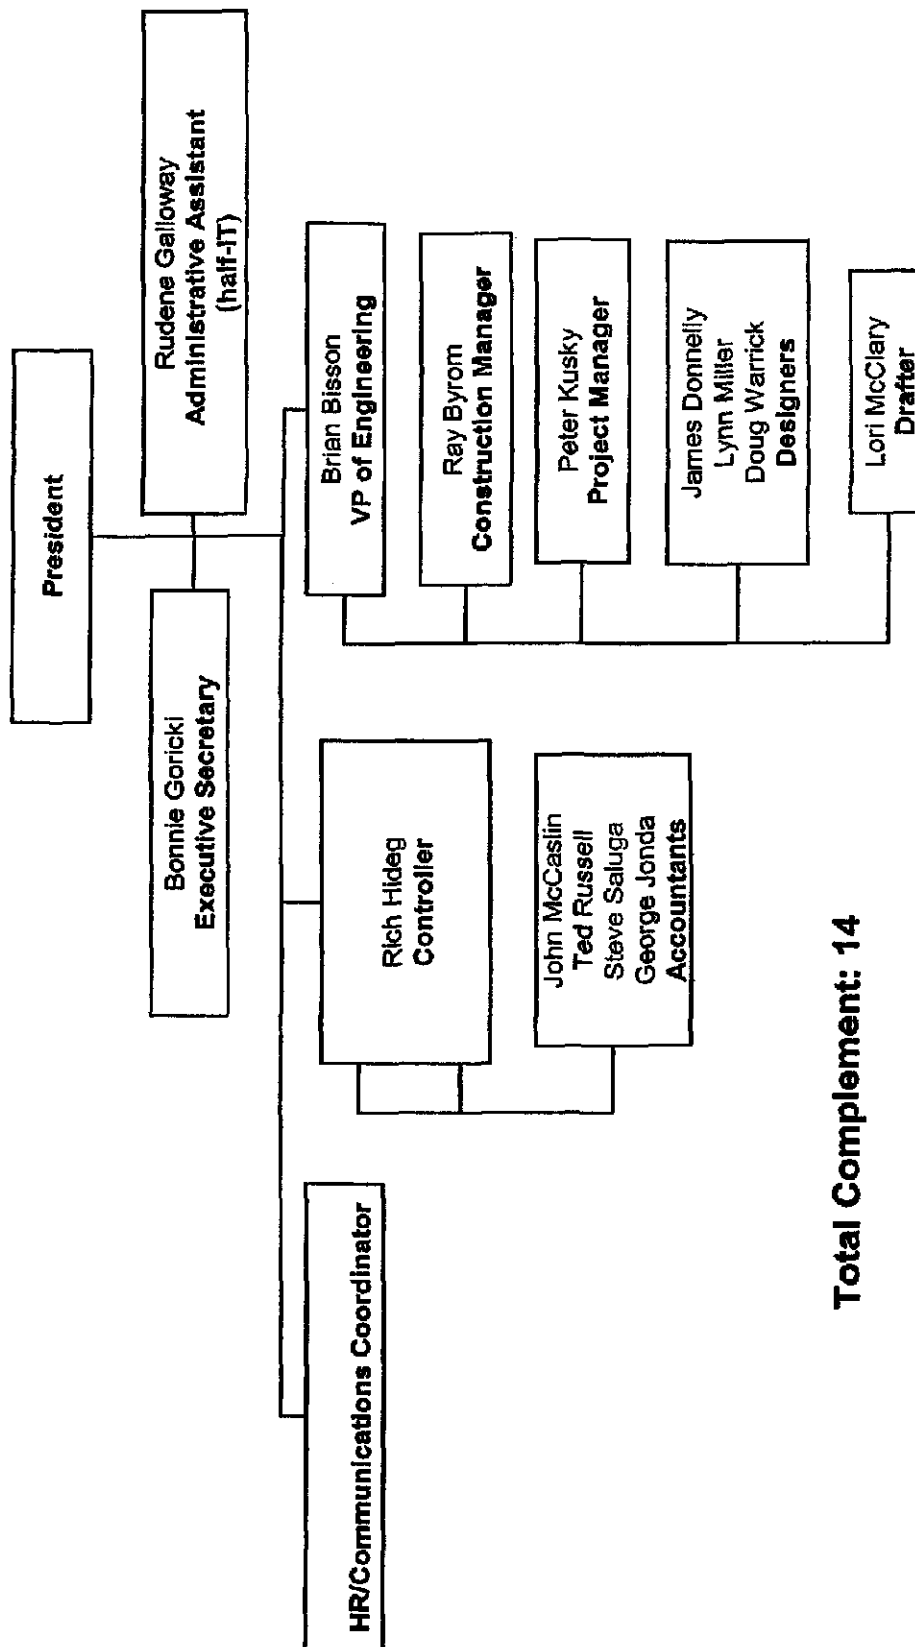 President
Bonnie Goricki
Executive Secretary
Rudene Galloway
Administrative Assistant
(half-IT)
HR/Communications Coordinator
Rich Hideg
Controller
John McCaslin
Ted Russell
Steve Saluga
George Jonda
Accountants
Brian Bisson
VP of Engineering
Ray Byrom
Construction Manager
Peter Kusky
Project Manager
James Donnelly
Lynn Miller
Doug Warrick
Designers
Lori McClary
Drafter
Total Complement: 14